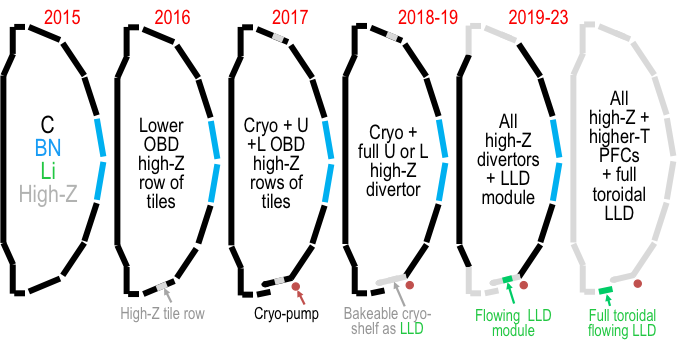 2015
2016
2017
2018-19
2019-23
C
BN
Li
High-Z
Lower
OBD
high-Z
row of
tiles
Cryo + U
+L OBD
high-Z
rows of
tiles
Cryo +
full U or L
high-Z
divertor
All
high-Z
divertors
+ LLD
module
All
high-Z +
higher-T
PFCs +
full
toroidal
LLD
High-Z tile row
Cryo-pump
Bakeable cryo-
shelf as LLD
Flowing LLD
module
Full toroidal
flowing LLD